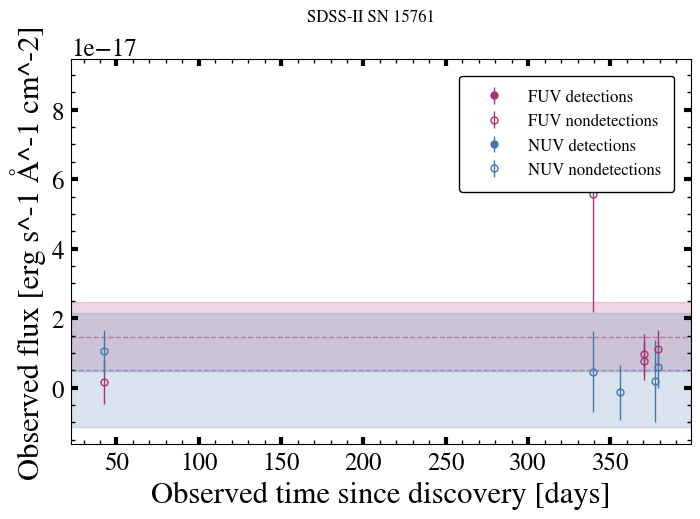 SDSS-II SN 15761
1e−17
Observed flux [erg s^-1 Å^-1 cm^-2]
8
6
4
2
0
FUV detections
FUV nondetections
NUV detections
NUV nondetections
50 100 150 200 250 300 350
Observed time since discovery [days]